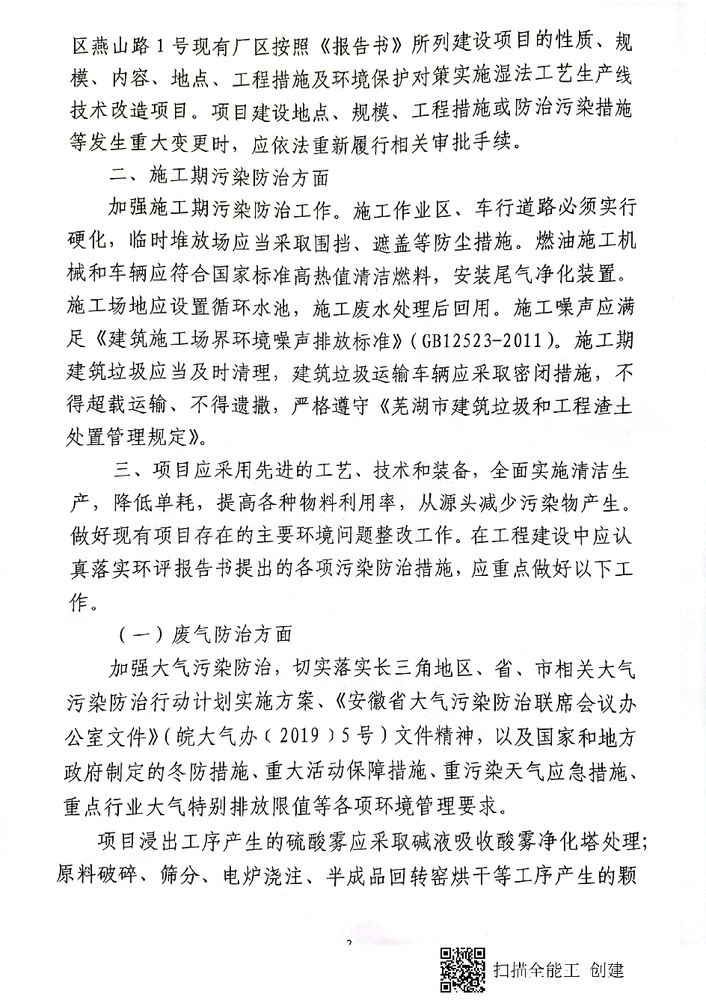 区燕山路1号现有厂区按照《报告书》所列建设项目的性质、规
模、内容、地点、工程措施及环境保护对策实施湿法工艺生产线
技术改造项目。项目建设地点、规模、工程措施或防治污染措施
等发生重大变更时，应依法重新履行相关审批手续。
二、施工期污染防治方面
加强施工期污染防治工作。施工作业区、车行道路必须实行
硬化，临时堆放场应当采取围挡、遮盖等防尘措施。燃油施工机
械和车辆应符合国家标准高热值清洁燃料，安装尾气净化装置。
施工场地应设置循环水池，施工废水处理后回用。施工噪声应满
足《建筑施工场界环境噪声排放标准》(GB12523-2011)。施工期
建筑垃圾应当及时清理，建筑垃圾运输车辆应采取密闭措施，不
得超载运输、不得遗撒，严格遵守《芜湖市建筑垃圾和工程渣土
处置管理规定》。
三、项目应采用先进的工艺、技术和装备，全面实施清洁生
产，降低单耗，提高各种物料利用率，从源头减少污染物产生。
做好现有项目存在的主要环境问题整改工作。在工程建设中应认
真落实环评报告书提出的各项污染防治措施，应重点做好以下工
作。
（一）废气防治方面
加强大气污染防治，切实落实长三角地区、省、市相关大气
污染防治行动计划实施方案、《安徽省大气污染防治联席会议办
公室文件》（皖大气办﹝2019﹞5号）文件精神，以及国家和地方
政府制定的冬防措施、重大活动保障措施、重污染天气应急措施、
重点行业大气特别排放限值等各项环境管理要求。
项目浸出工序产生的硫酸雾应采取碱液吸收酸雾净化塔处理；
原料破碎、筛分、电炉浇注、半成品回转窑烘干等工序产生的颗
2
扫描全能王 创建